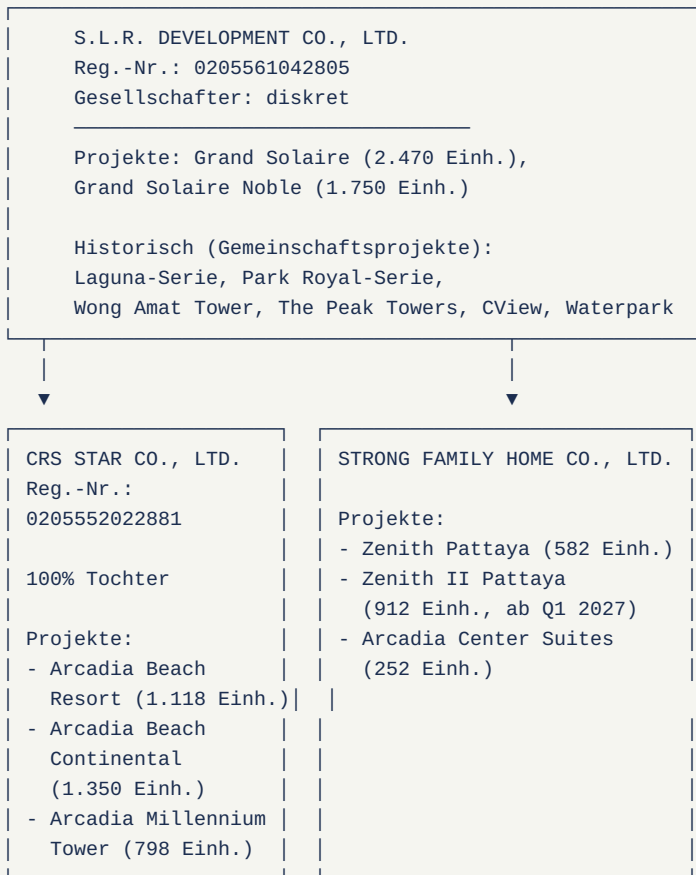 S.L.R. DEVELOPMENT CO., LTD.
Reg.-Nr.: 0205561042805
Gesellschafter: diskret
Projekte: Grand Solaire (2.470 Einh.),
Grand Solaire Noble (1.750 Einh.)
Historisch (Gemeinschaftsprojekte):
Laguna-Serie, Park Royal-Serie,
Wong Amat Tower, The Peak Towers, CView, Waterpark
CRS STAR CO., LTD.
Reg.-Nr.:
0205552022881
100% Tochter
Projekte:
- Arcadia Beach
Resort (1.118 Einh.)
- Arcadia Beach
Continental
(1.350 Einh.)
- Arcadia Millennium
Tower (798 Einh.)
STRONG FAMILY HOME CO., LTD.
Projekte:
- Zenith Pattaya (582 Einh.)
- Zenith II Pattaya
(912 Einh., ab Q1 2027)
- Arcadia Center Suites
(252 Einh.)